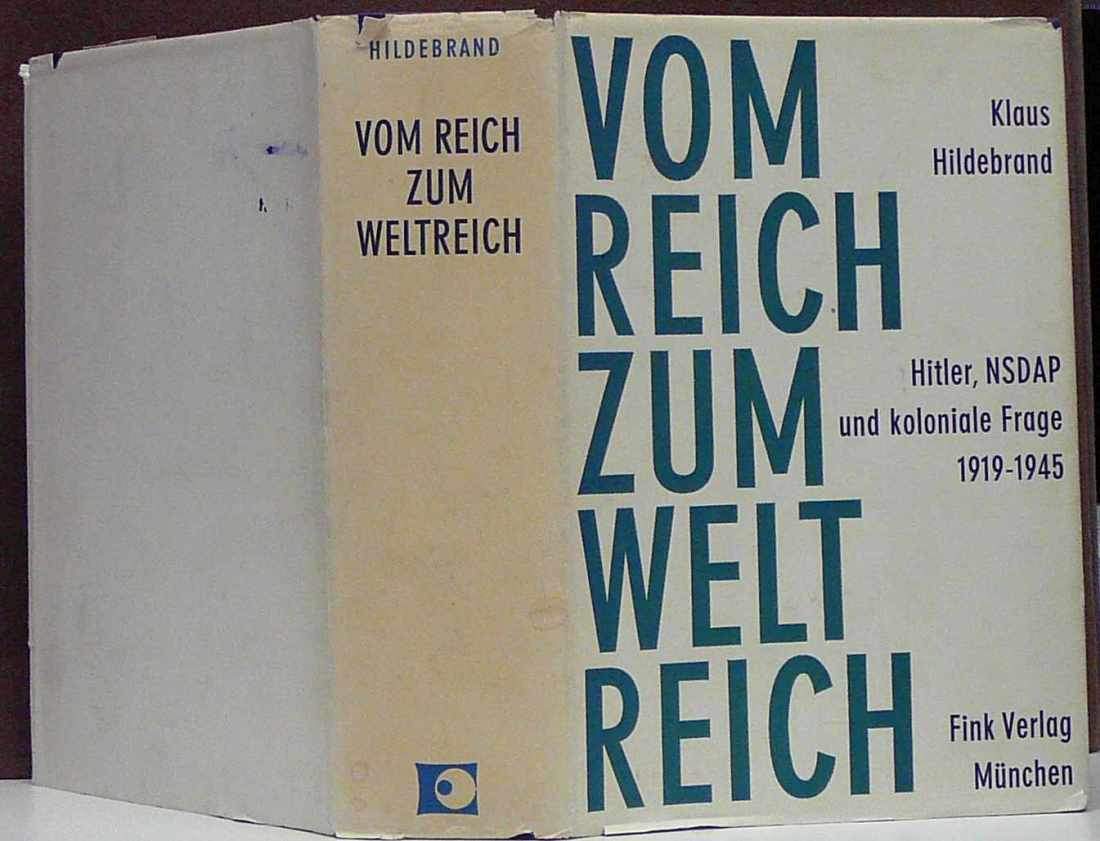 HILDEBRAND
VOM REICH
ZUM
WELTREICH
VOM
REICH
ZUM
WELT
REICH
Klaus
Hildebrand
Hitler, NSDAP
und koloniale Frage
1919-1945
Fink Verlag
München